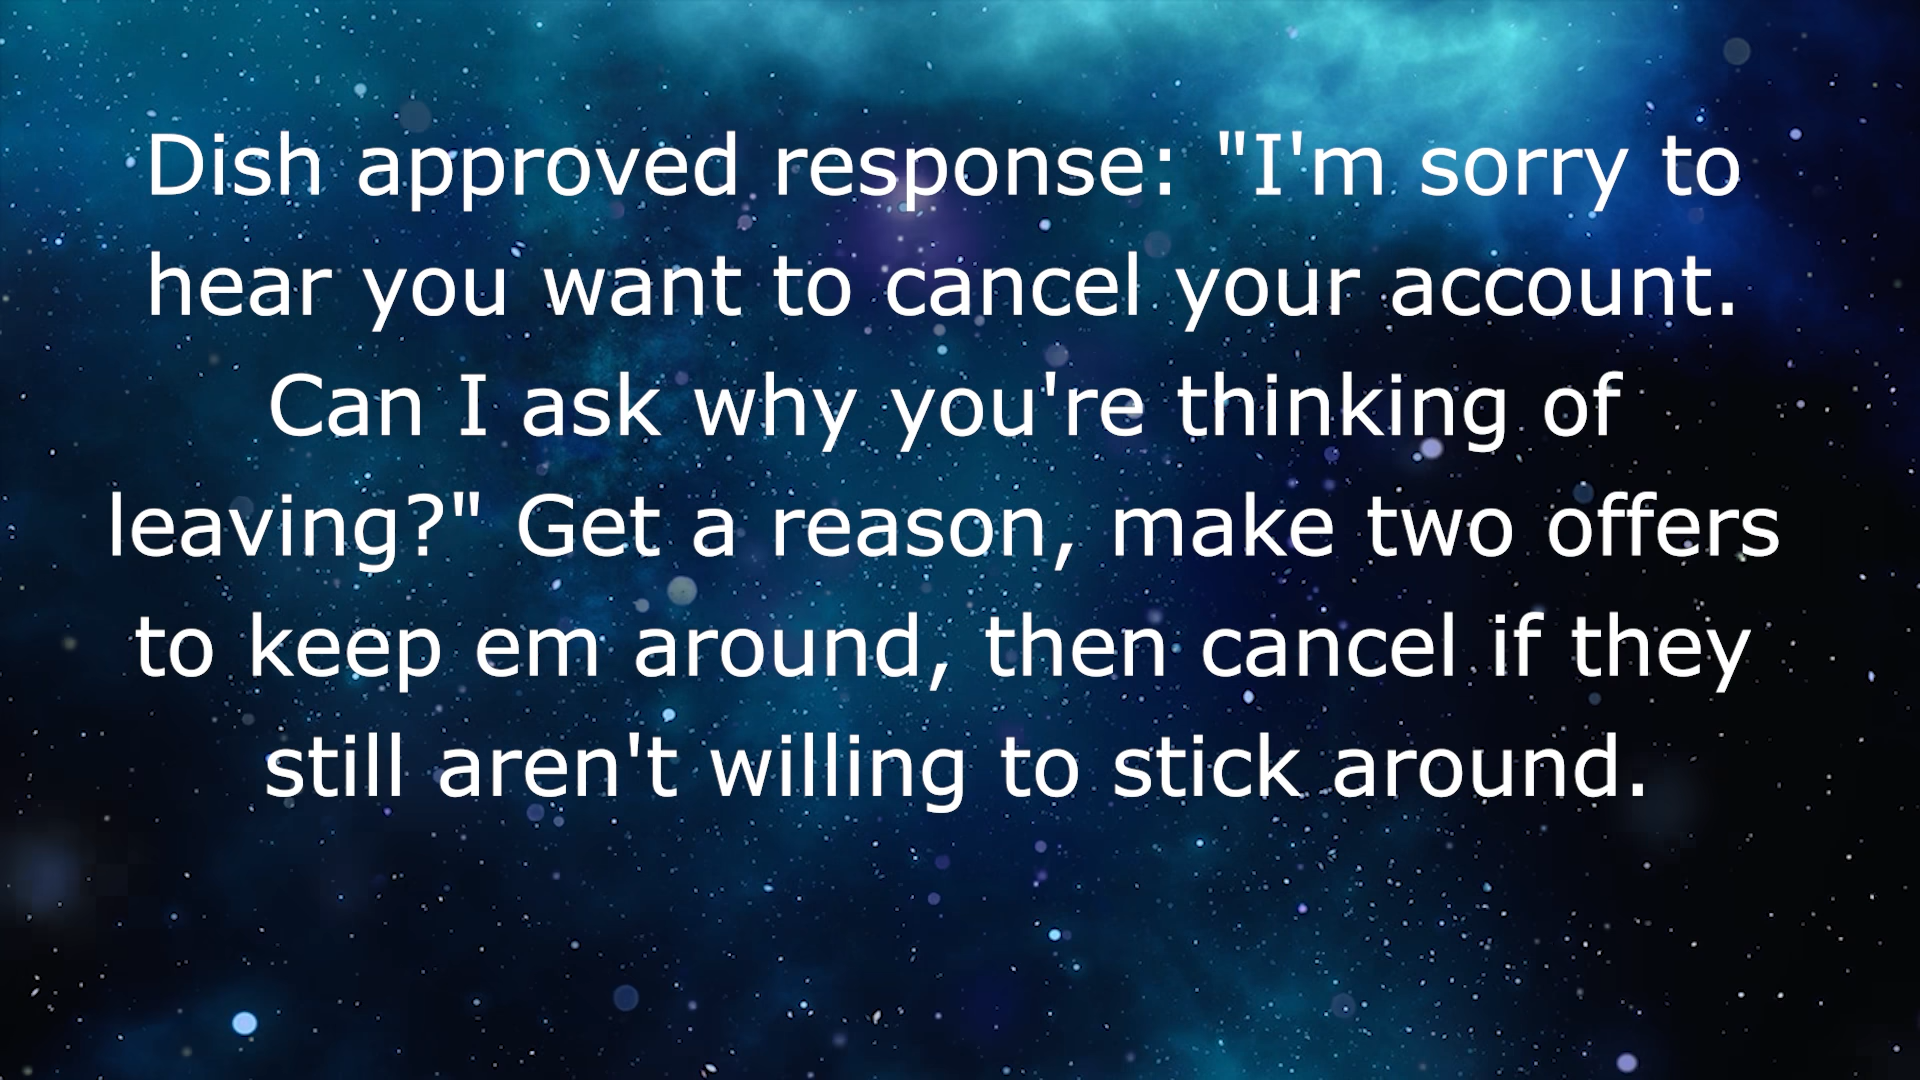 Dish approved response: "I'm sorry to
hear you want to cancel your account.
Can I ask why you're thinking of
leaving?" Get a reason, make two offers
to keep em around, then cancel if they
still aren't willing to stick around.